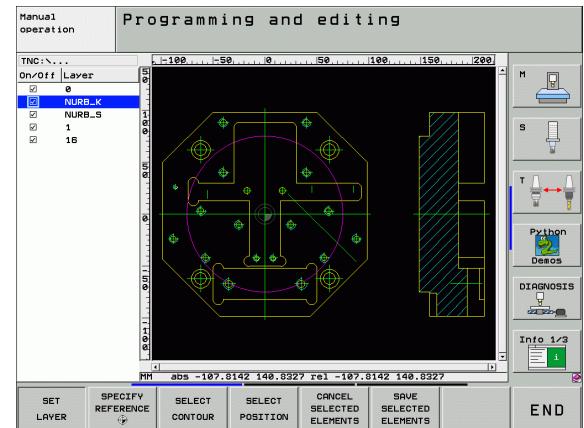 Manual
operation
Programming and editing
TNC:\...
On/Off Layer
0
NURB_K
NURB_S
1
16
-100 -50 0 50 100 150 200
50
100
50
0
-50
-100
MM abs -107.8142 140.8327 rel -107.8142 140.8327
M
S
T
Python
Demos
DIAGNOSIS
Info 1/3
i
SET
LAYER
SPECIFY
REFERENCE
SELECT
CONTOUR
SELECT
POSITION
CANCEL
SELECTED
ELEMENTS
SAVE
SELECTED
ELEMENTS
END